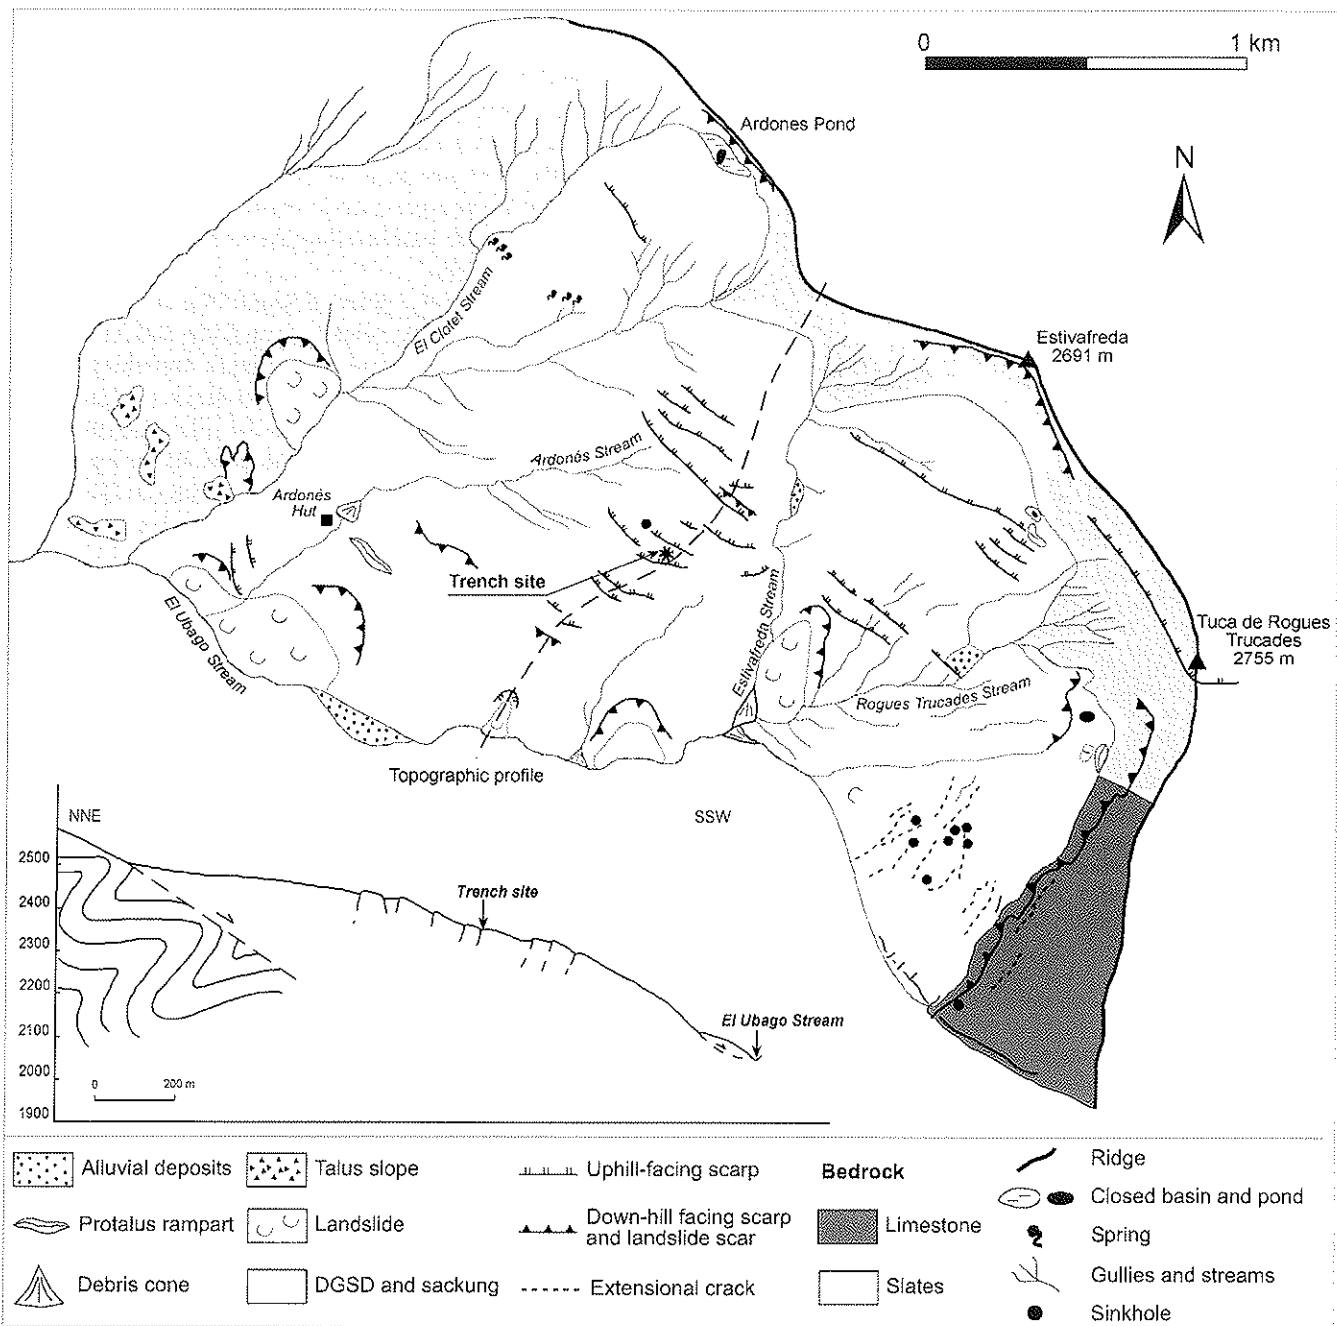 0 1 km
Ardones Pond
N
Estivafreda
2691 m
El Clotet Stream
Ardonés Stream
Ardonés
Hut
Trench site
El Ubago Stream
Estivafreda Stream
Tuca de Rogues
Trucades
2755 m
Rogues Trucades Stream
Topographic profile
NNE SSW
2500
2400
2300
2200
2100
2000
1900
Trench site
El Ubago Stream
0 200 m
Alluvial deposits
Talus slope
Uphill-facing scarp
Bedrock
Ridge
Protalus rampart
Landslide
Down-hill facing scarp
and landslide scar
Limestone
Closed basin and pond
Spring
Debris cone
DGSD and sackung
Extensional crack
Slates
Gullies and streams
Sinkhole